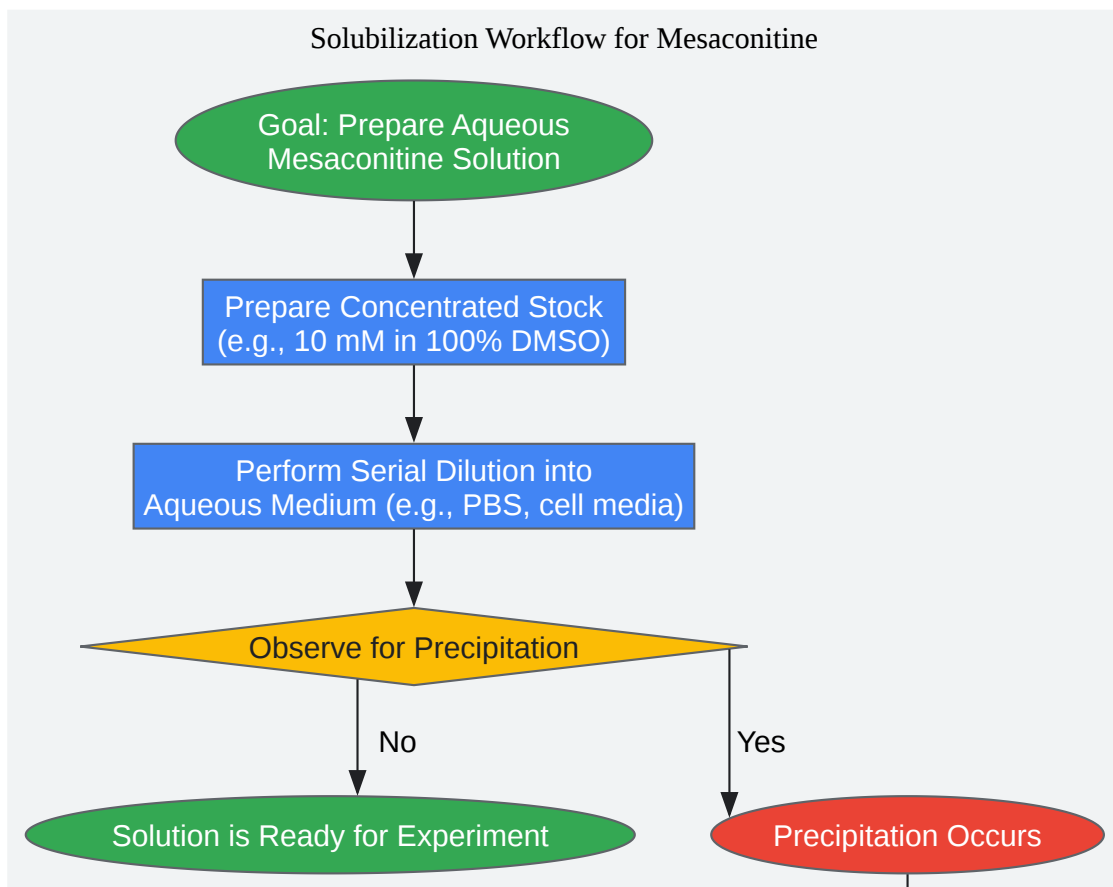 Solubilization Workflow for Mesaconitine
Goal: Prepare Aqueous
Mesaconitine Solution
Prepare Concentrated Stock
(e.g., 10 mM in 100% DMSO)
Perform Serial Dilution into
Aqueous Medium (e.g., PBS, cell media)
Observe for Precipitation
No
Yes
Solution is Ready for Experiment
Precipitation Occurs